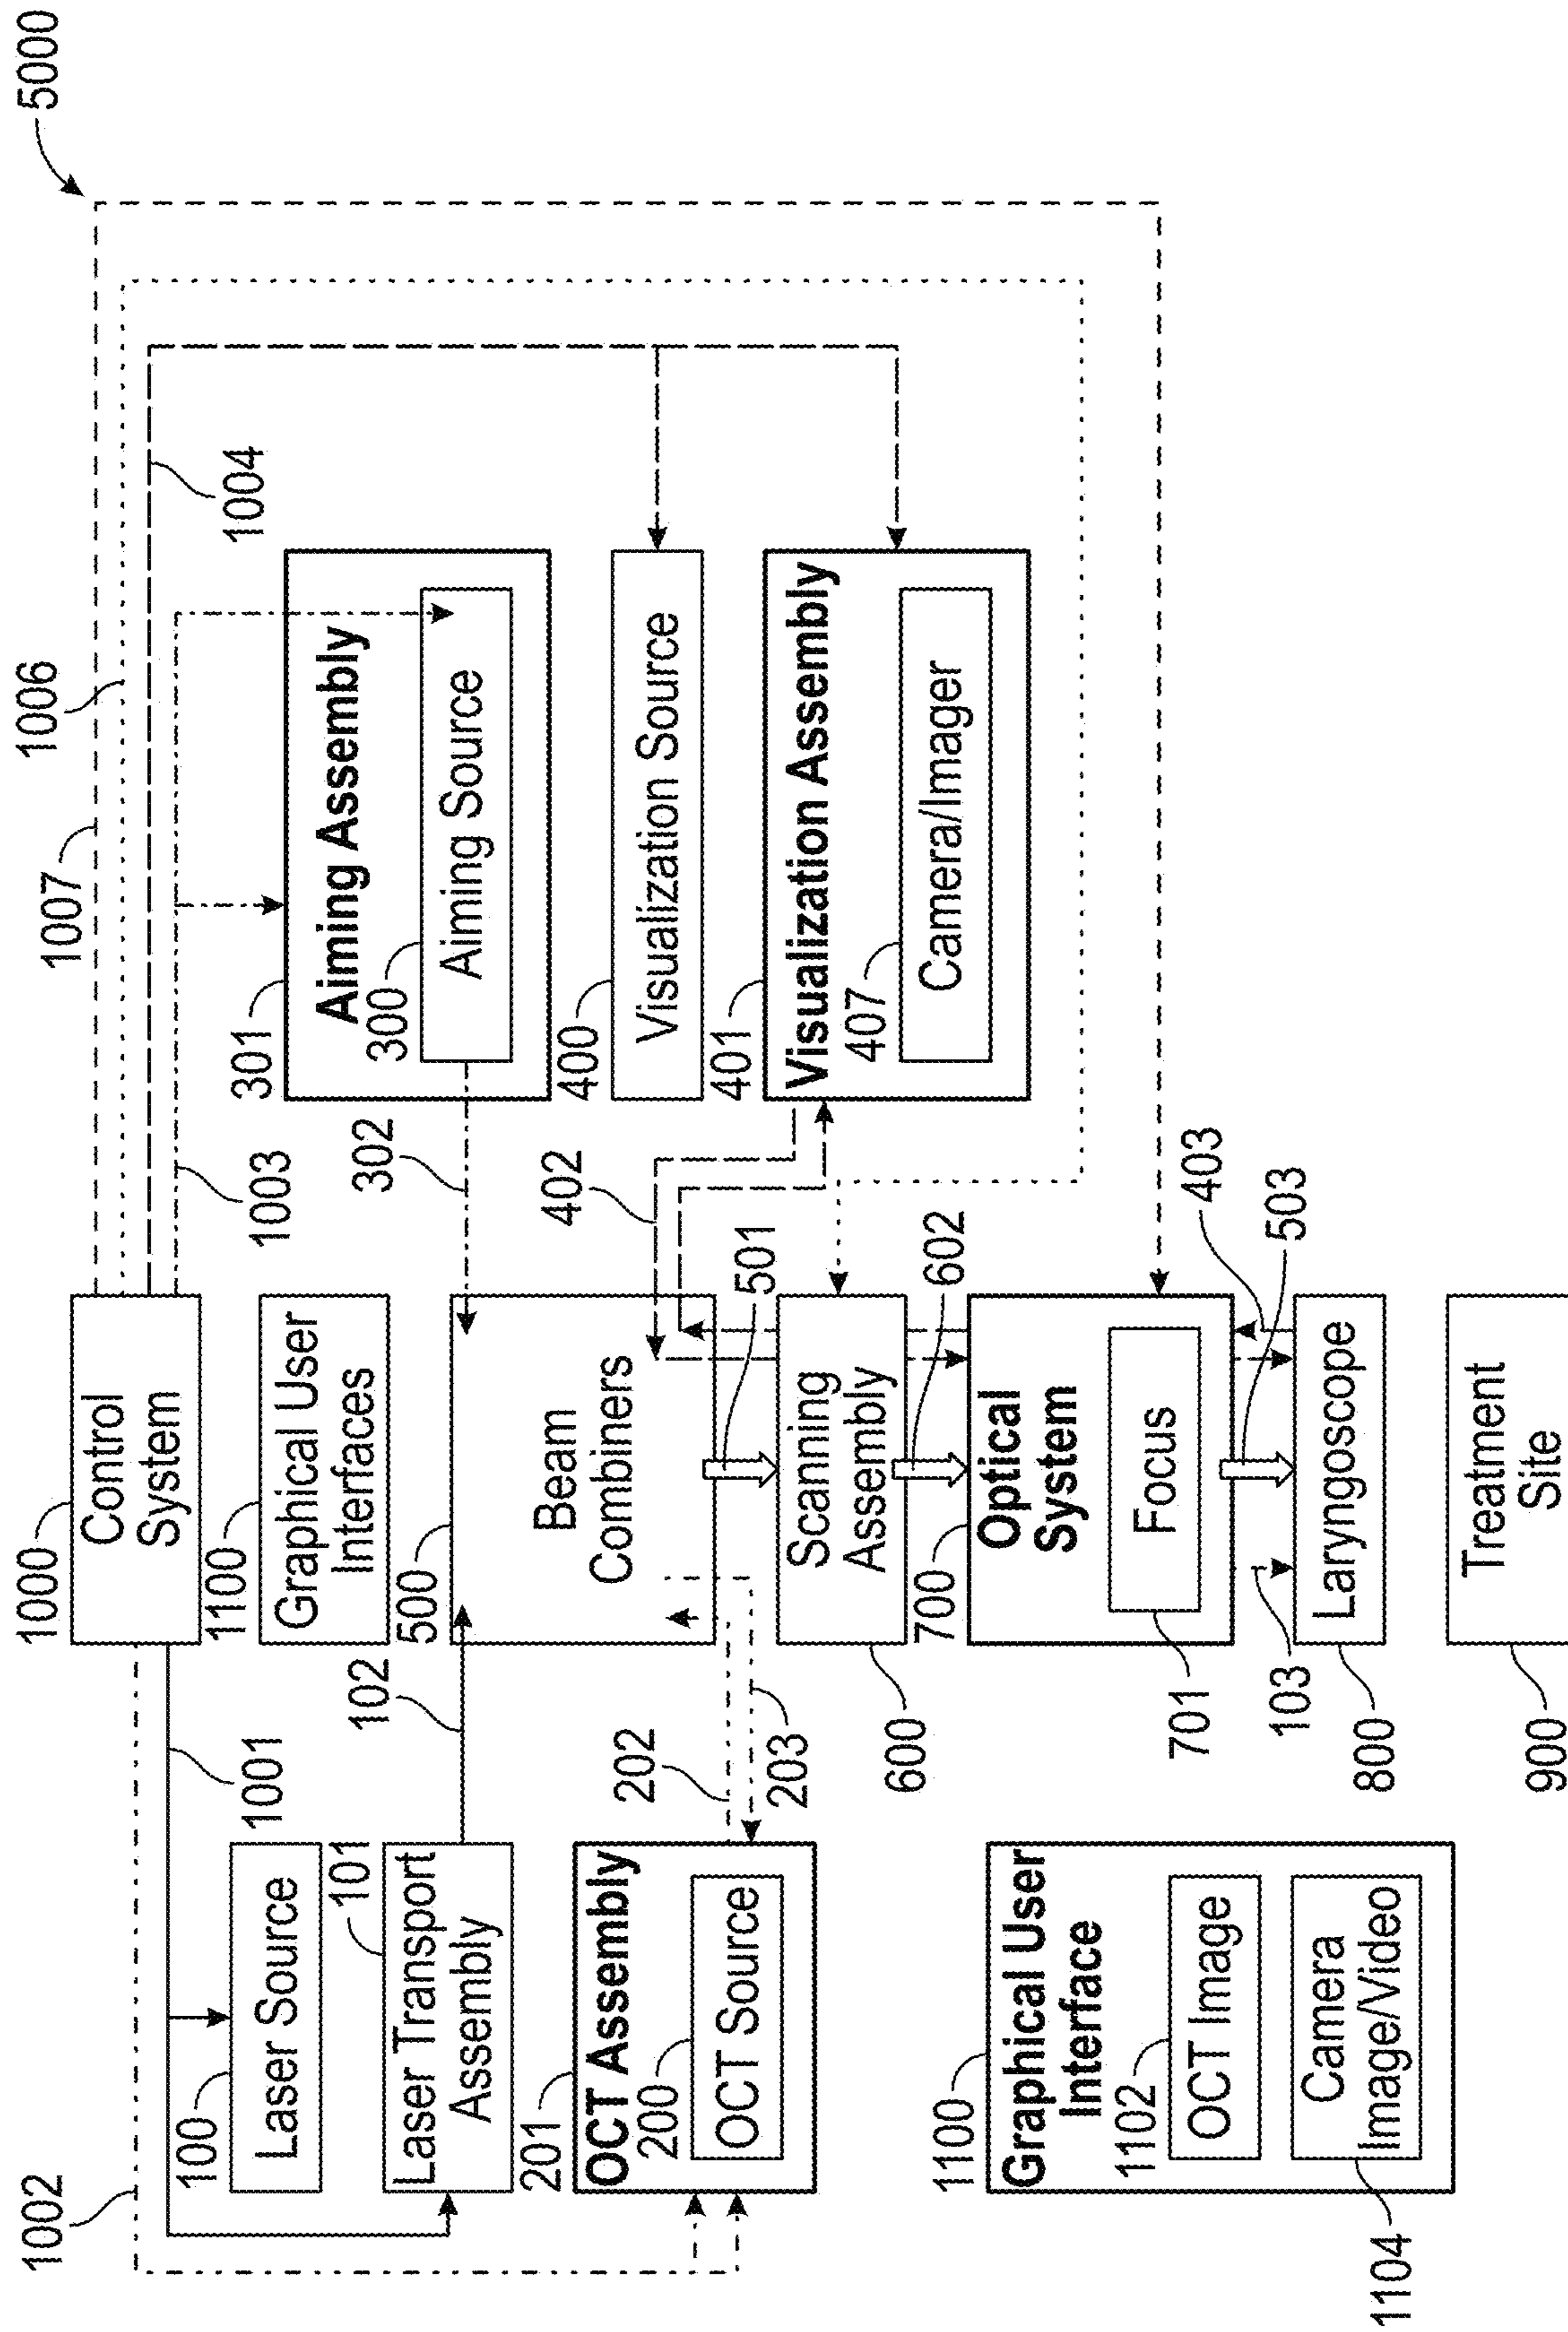 5000
1007
1006
1004
1003
1000
Control
System
1002
1001
1100
Graphical User
Interfaces
100
Laser Source
101
Laser Transport
Assembly
102
201
OCT Assembly
200
OCT Source
202
203
500
Beam
Combiners
301
Aiming Assembly
300
Aiming Source
302
400
Visualization Source
401
Visualization Assembly
407
Camera/Imager
402
501
600
Scanning
Assembly
602
700
Optical
System
701
Focus
403
503
103
800
Laryngoscope
900
Treatment
Site
1100
Graphical User
Interface
1102
OCT Image
1104
Camera
Image/Video